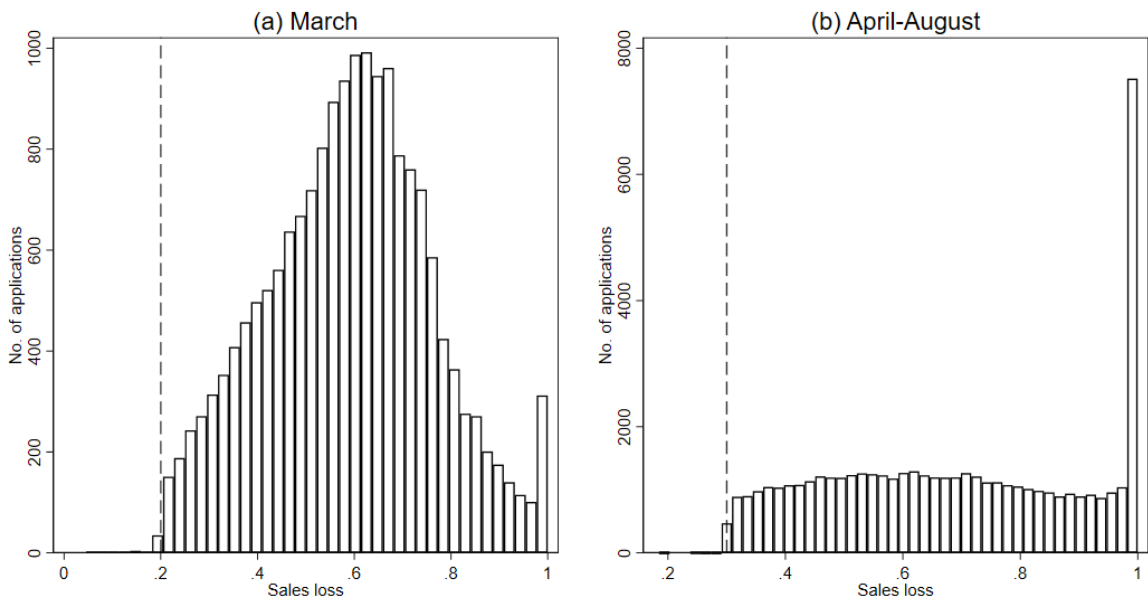 (a) March
No. of applications
1000
800
600
400
200
0
0 .2 .4 .6 .8 1
Sales loss
(b) April-August
No. of applications
8000
6000
4000
2000
0
.2 .4 .6 .8 1
Sales loss